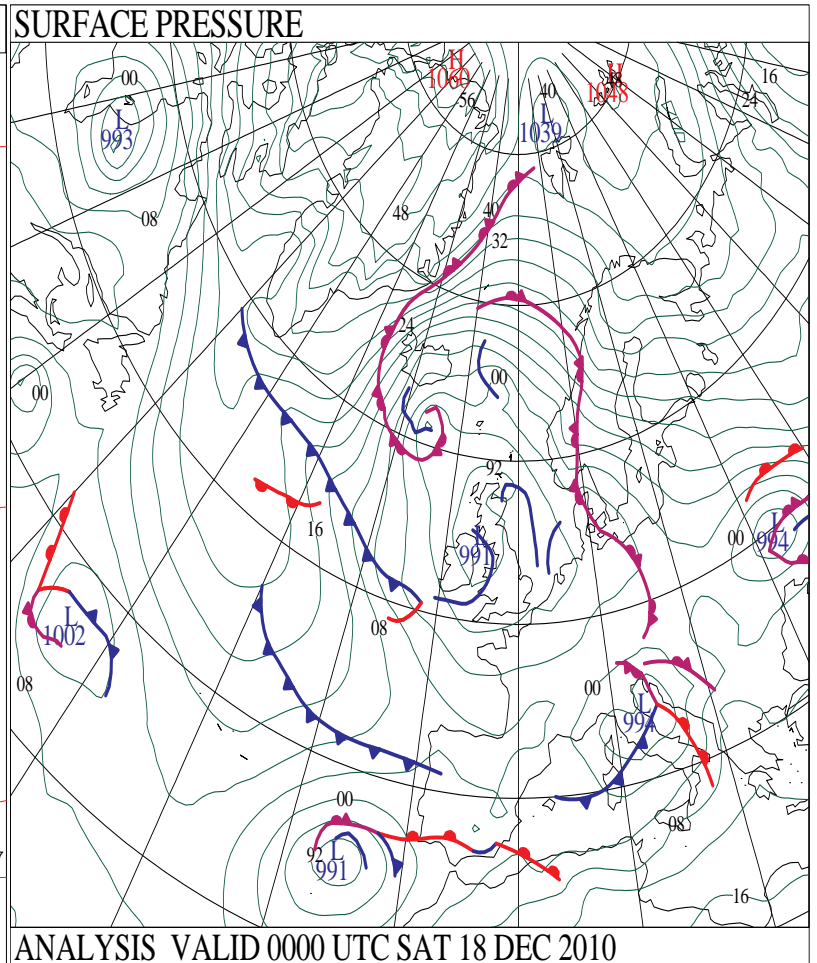 SURFACE PRESSURE
H
1060
56
00
L
993
40
L
1039
H
1048
16
24
08
48
40
32
24
00
00
92
16
L
991
00
L
994
L
1002
08
08
00
L
994
00
08
92
L
991
16
ANALYSIS VALID 0000 UTC SAT 18 DEC 2010